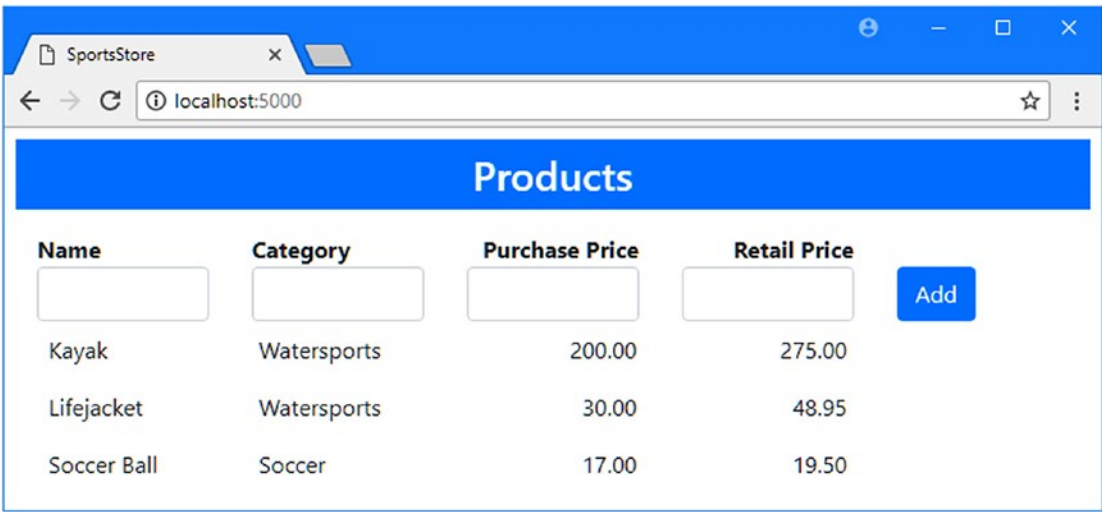 SportsStore
localhost:5000
Products
Name Category Purchase Price Retail Price
Add
Kayak Watersports 200.00 275.00
Lifejacket Watersports 30.00 48.95
Soccer Ball Soccer 17.00 19.50